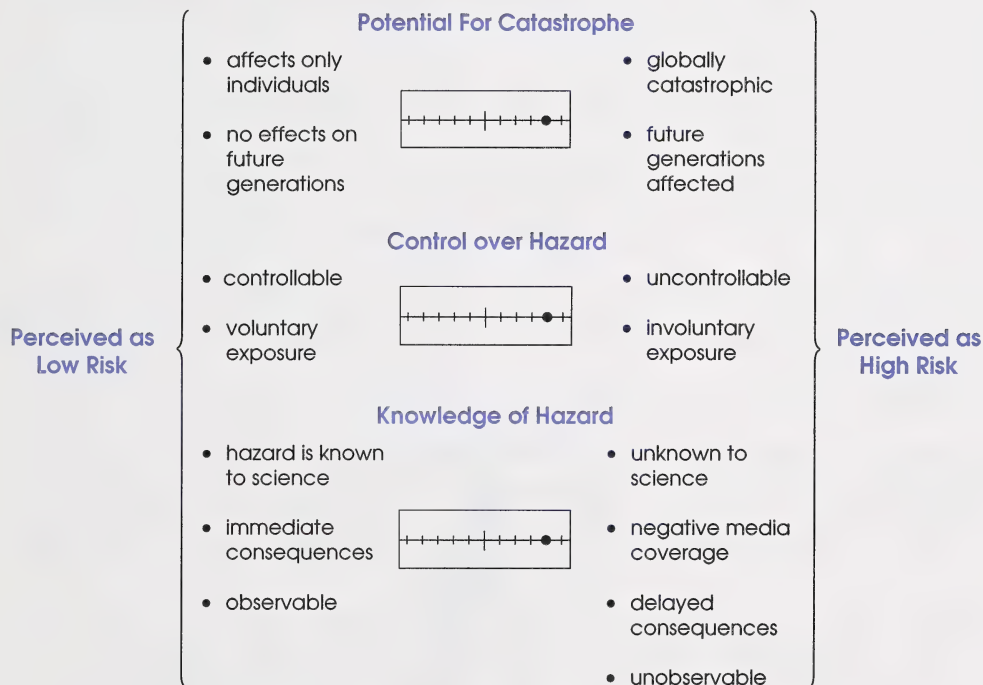 Potential For Catastrophe
• affects only
individuals
• no effects on
future
generations
• globally
catastrophic
• future
generations
affected
Control over Hazard
• controllable
• voluntary
exposure
• uncontrollable
• involuntary
exposure
Perceived as
Low Risk
Perceived as
High Risk
Knowledge of Hazard
• hazard is known
to science
• immediate
consequences
• observable
• unknown to
science
• negative media
coverage
• delayed
consequences
• unobservable